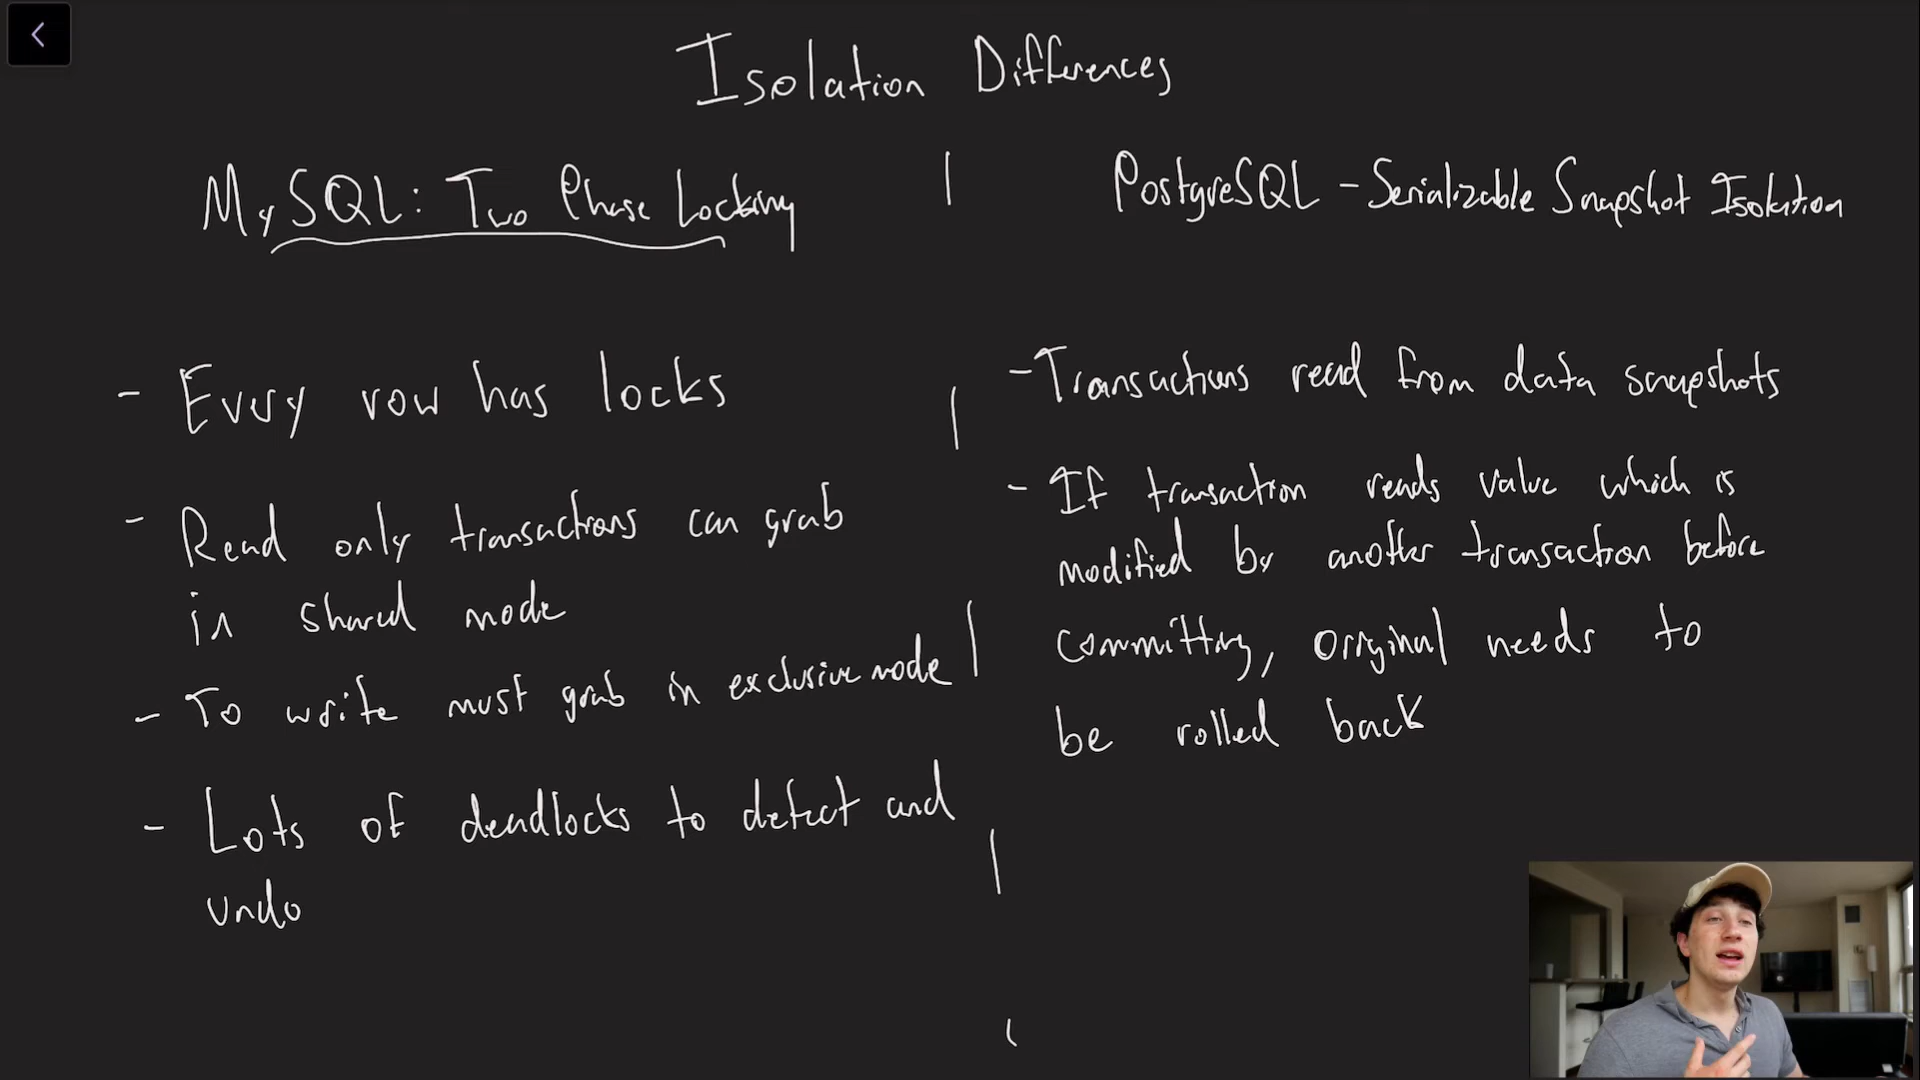 Isolation Differences
MySQL: Two Phase Locking
- Every row has locks
- Read only transactions can grab
in shared mode
- To write must grab in exclusive mode
- Lots of deadlocks to detect and
undo
PostgreSQL - Serializable Snapshot Isolation
- Transactions read from data snapshots
- If transaction reads value which is
modified by another transaction before
committing, original needs to
be rolled back